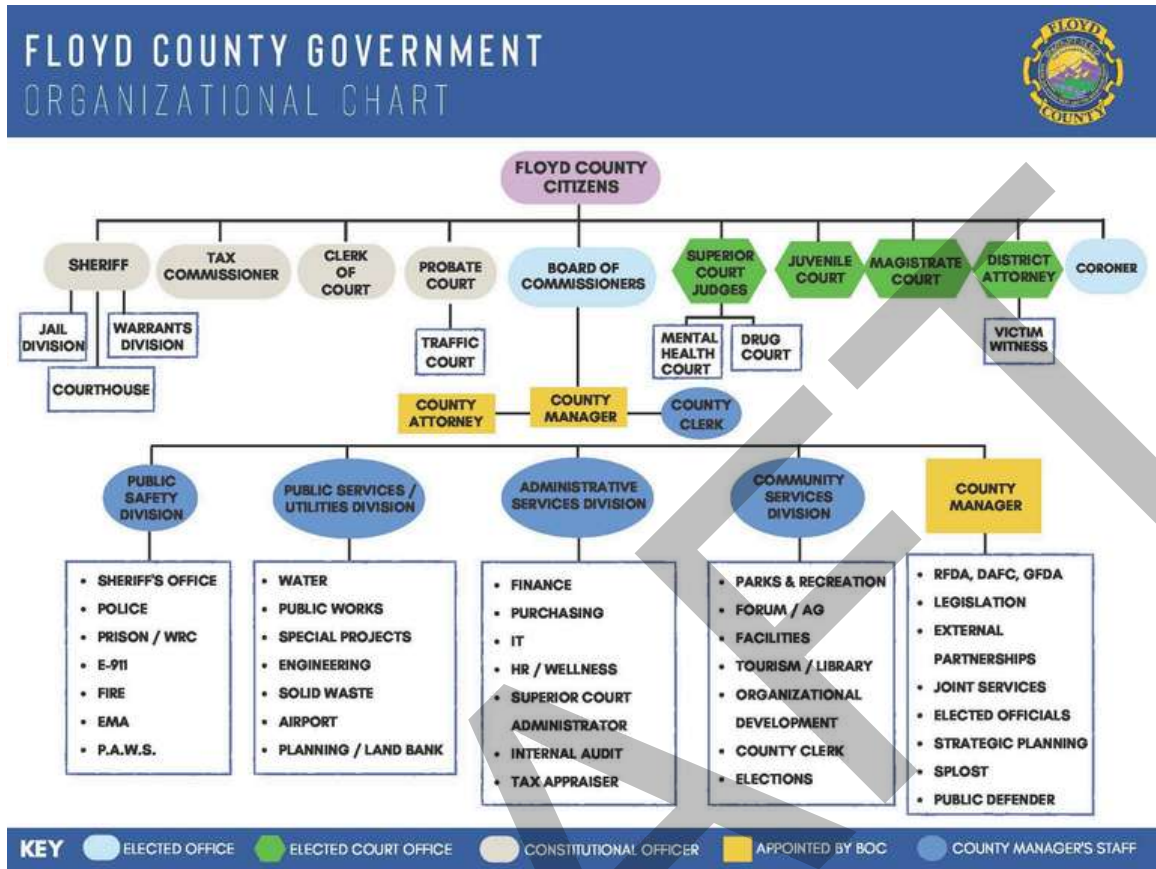 FLOYD COUNTY GOVERNMENT
ORGANIZATIONAL CHART
FLOYD
COUNTY
FLOYD COUNTY
CITIZENS
SHERIFF
TAX
COMMISSIONER
CLERK
OF
COURT
PROBATE
COURT
BOARD OF
COMMISSIONERS
SUPERIOR
COURT
JUDGES
JUVENILE
COURT
MAGISTRATE
COURT
DISTRICT
ATTORNEY
CORONER
JAIL
DIVISION
WARRANTS
DIVISION
COURTHOUSE
TRAFFIC
COURT
MENTAL
HEALTH
COURT
DRUG
COURT
VICTIM
WITNESS
COUNTY
ATTORNEY
COUNTY
MANAGER
COUNTY
CLERK
PUBLIC
SAFETY
DIVISION
PUBLIC SERVICES /
UTILITIES DIVISION
ADMINISTRATIVE
SERVICES DIVISION
COMMUNITY
SERVICES
DIVISION
COUNTY
MANAGER
• SHERIFF'S OFFICE
• POLICE
• PRISON / WRC
• E-911
• FIRE
• EMA
• P.A.W.S.
• WATER
• PUBLIC WORKS
• SPECIAL PROJECTS
• ENGINEERING
• SOLID WASTE
• AIRPORT
• PLANNING / LAND BANK
• FINANCE
• PURCHASING
• IT
• HR / WELLNESS
• SUPERIOR COURT
ADMINISTRATOR
• INTERNAL AUDIT
• TAX APPRAISER
• PARKS & RECREATION
• FORUM / AG
• FACILITIES
• TOURISM / LIBRARY
• ORGANIZATIONAL
DEVELOPMENT
• COUNTY CLERK
• ELECTIONS
• RFDA, DAFC, GFDA
• LEGISLATION
• EXTERNAL
PARTNERSHIPS
• JOINT SERVICES
• ELECTED OFFICIALS
• STRATEGIC PLANNING
• SPLOST
• PUBLIC DEFENDER
KEY
ELECTED OFFICE
ELECTED COURT OFFICE
CONSTITUTIONAL OFFICER
APPOINTED BY BOC
COUNTY MANAGER'S STAFF